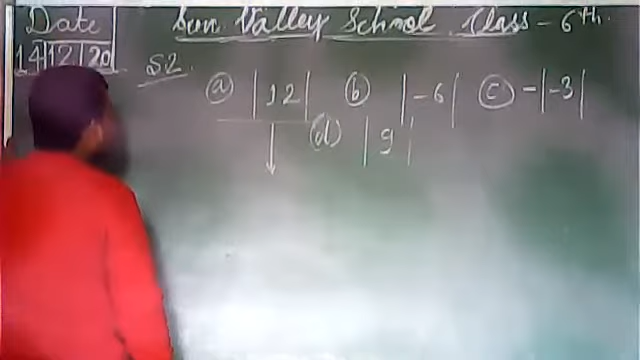 Date Sun Valley School Class - 6th.
14|12|20
S2.
(a) |12| (b) |-6| (c) -|-3|
(d) |9|